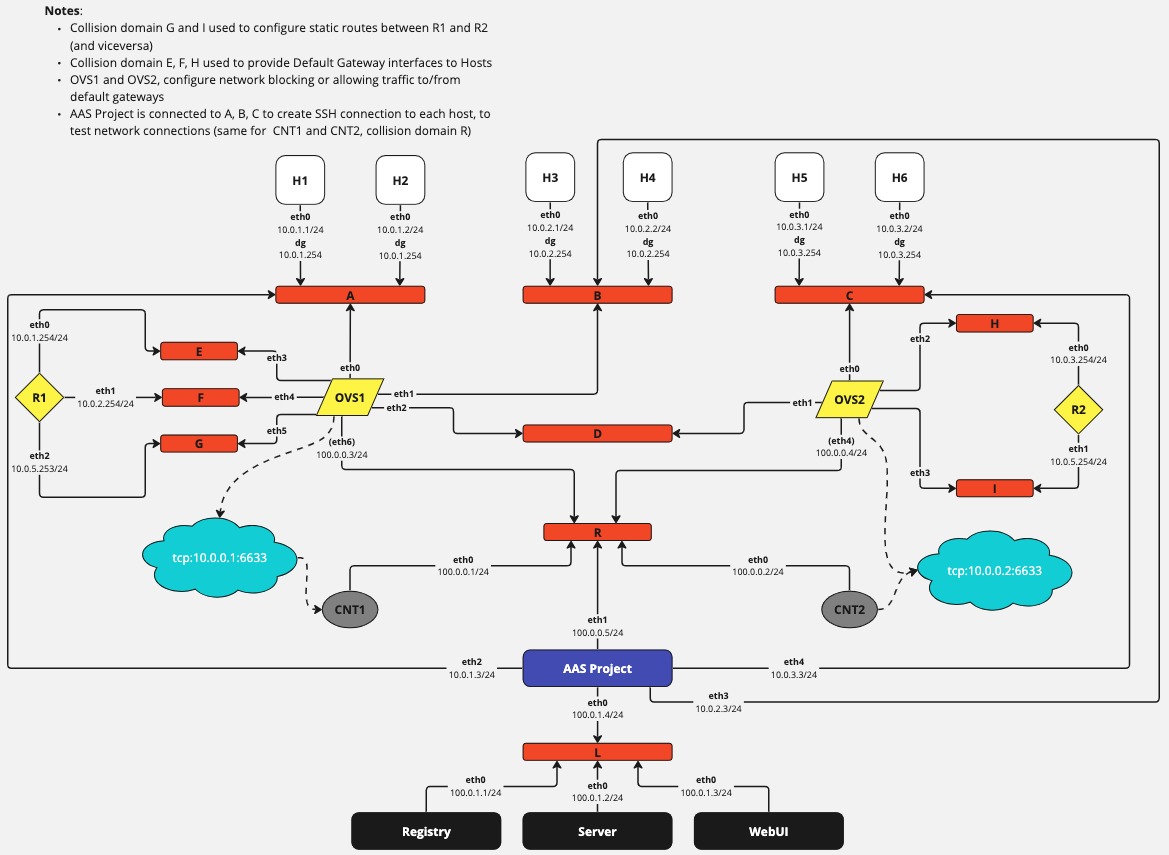 Notes:
• Collision domain G and I used to configure static routes between R1 and R2
(and viceversa)
• Collision domain E, F, H used to provide Default Gateway interfaces to Hosts
• OVS1 and OVS2, configure network blocking or allowing traffic to/from
default gateways
• AAS Project is connected to A, B, C to create SSH connection to each host, to
test network connections (same for CNT1 and CNT2, collision domain R)
H1
H2
H3
H4
H5
H6
eth0
10.0.1.1/24
dg
10.0.1.254
eth0
10.0.1.2/24
dg
10.0.1.254
eth0
10.0.2.1/24
dg
10.0.2.254
eth0
10.0.2.2/24
dg
10.0.2.254
eth0
10.0.3.1/24
dg
10.0.3.254
eth0
10.0.3.2/24
dg
10.0.3.254
A
B
C
eth0
10.0.1.254/24
E
eth3
eth0
eth0
eth2
H
eth0
10.0.3.254/24
R1
eth1
10.0.2.254/24
F
eth4
OVS1
eth1
eth2
eth1
OVS2
R2
G
eth5
D
eth2
10.0.5.253/24
(eth6)
100.0.0.3/24
(eth4)
100.0.0.4/24
eth3
eth1
10.0.5.254/24
I
R
tcp:10.0.0.1:6633
eth0
100.0.0.1/24
eth0
100.0.0.2/24
tcp:10.0.0.2:6633
CNT1
CNT2
eth1
100.0.0.5/24
eth2
10.0.1.3/24
AAS Project
eth4
10.0.3.3/24
eth3
10.0.2.3/24
eth0
100.0.1.4/24
L
eth0
100.0.1.1/24
eth0
100.0.1.2/24
eth0
100.0.1.3/24
Registry
Server
WebUI